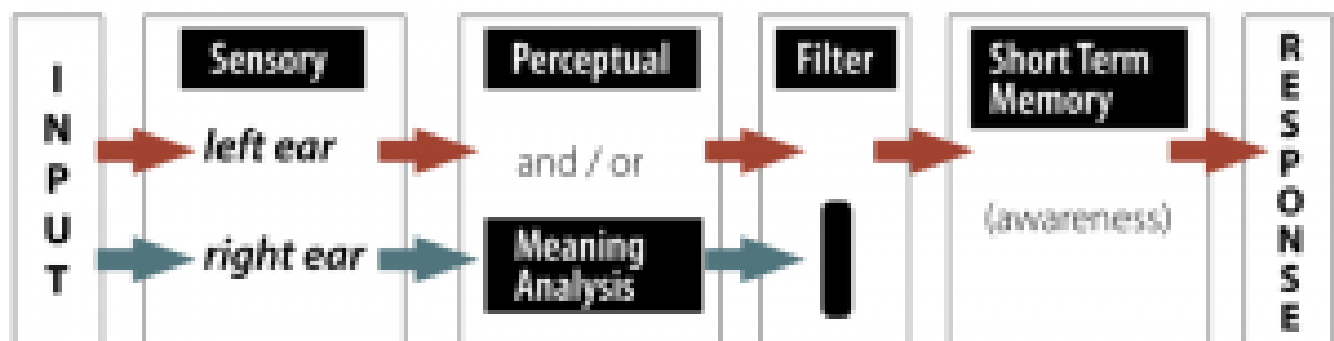 INPUT
Sensory
left ear
right ear
Perceptual
and / or
Meaning
Analysis
Filter
Short Term
Memory
(awareness)
RESPONSE